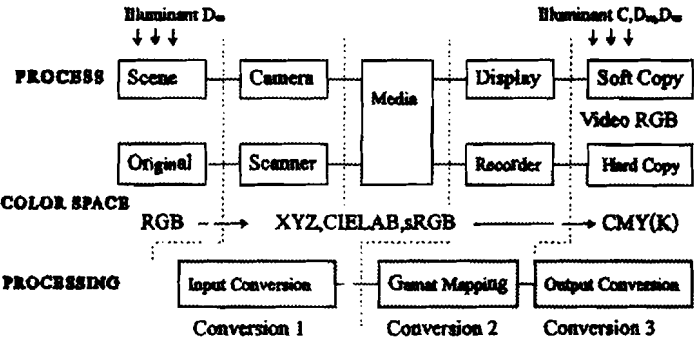 Illuminant
Illuminant C,
PROCESS
Scene
Camera
Media
Display
Soft Copy
Video RGB
Original
Scanner
Recorder
Hard Copy
COLOR SPACE
RGB
XYZ,CIELAB,sRGB
CMY(K)
PROCESSING
Input Conversion
Gamut Mapping
Output Conversion
Conversion 1
Conversion 2
Conversion 3